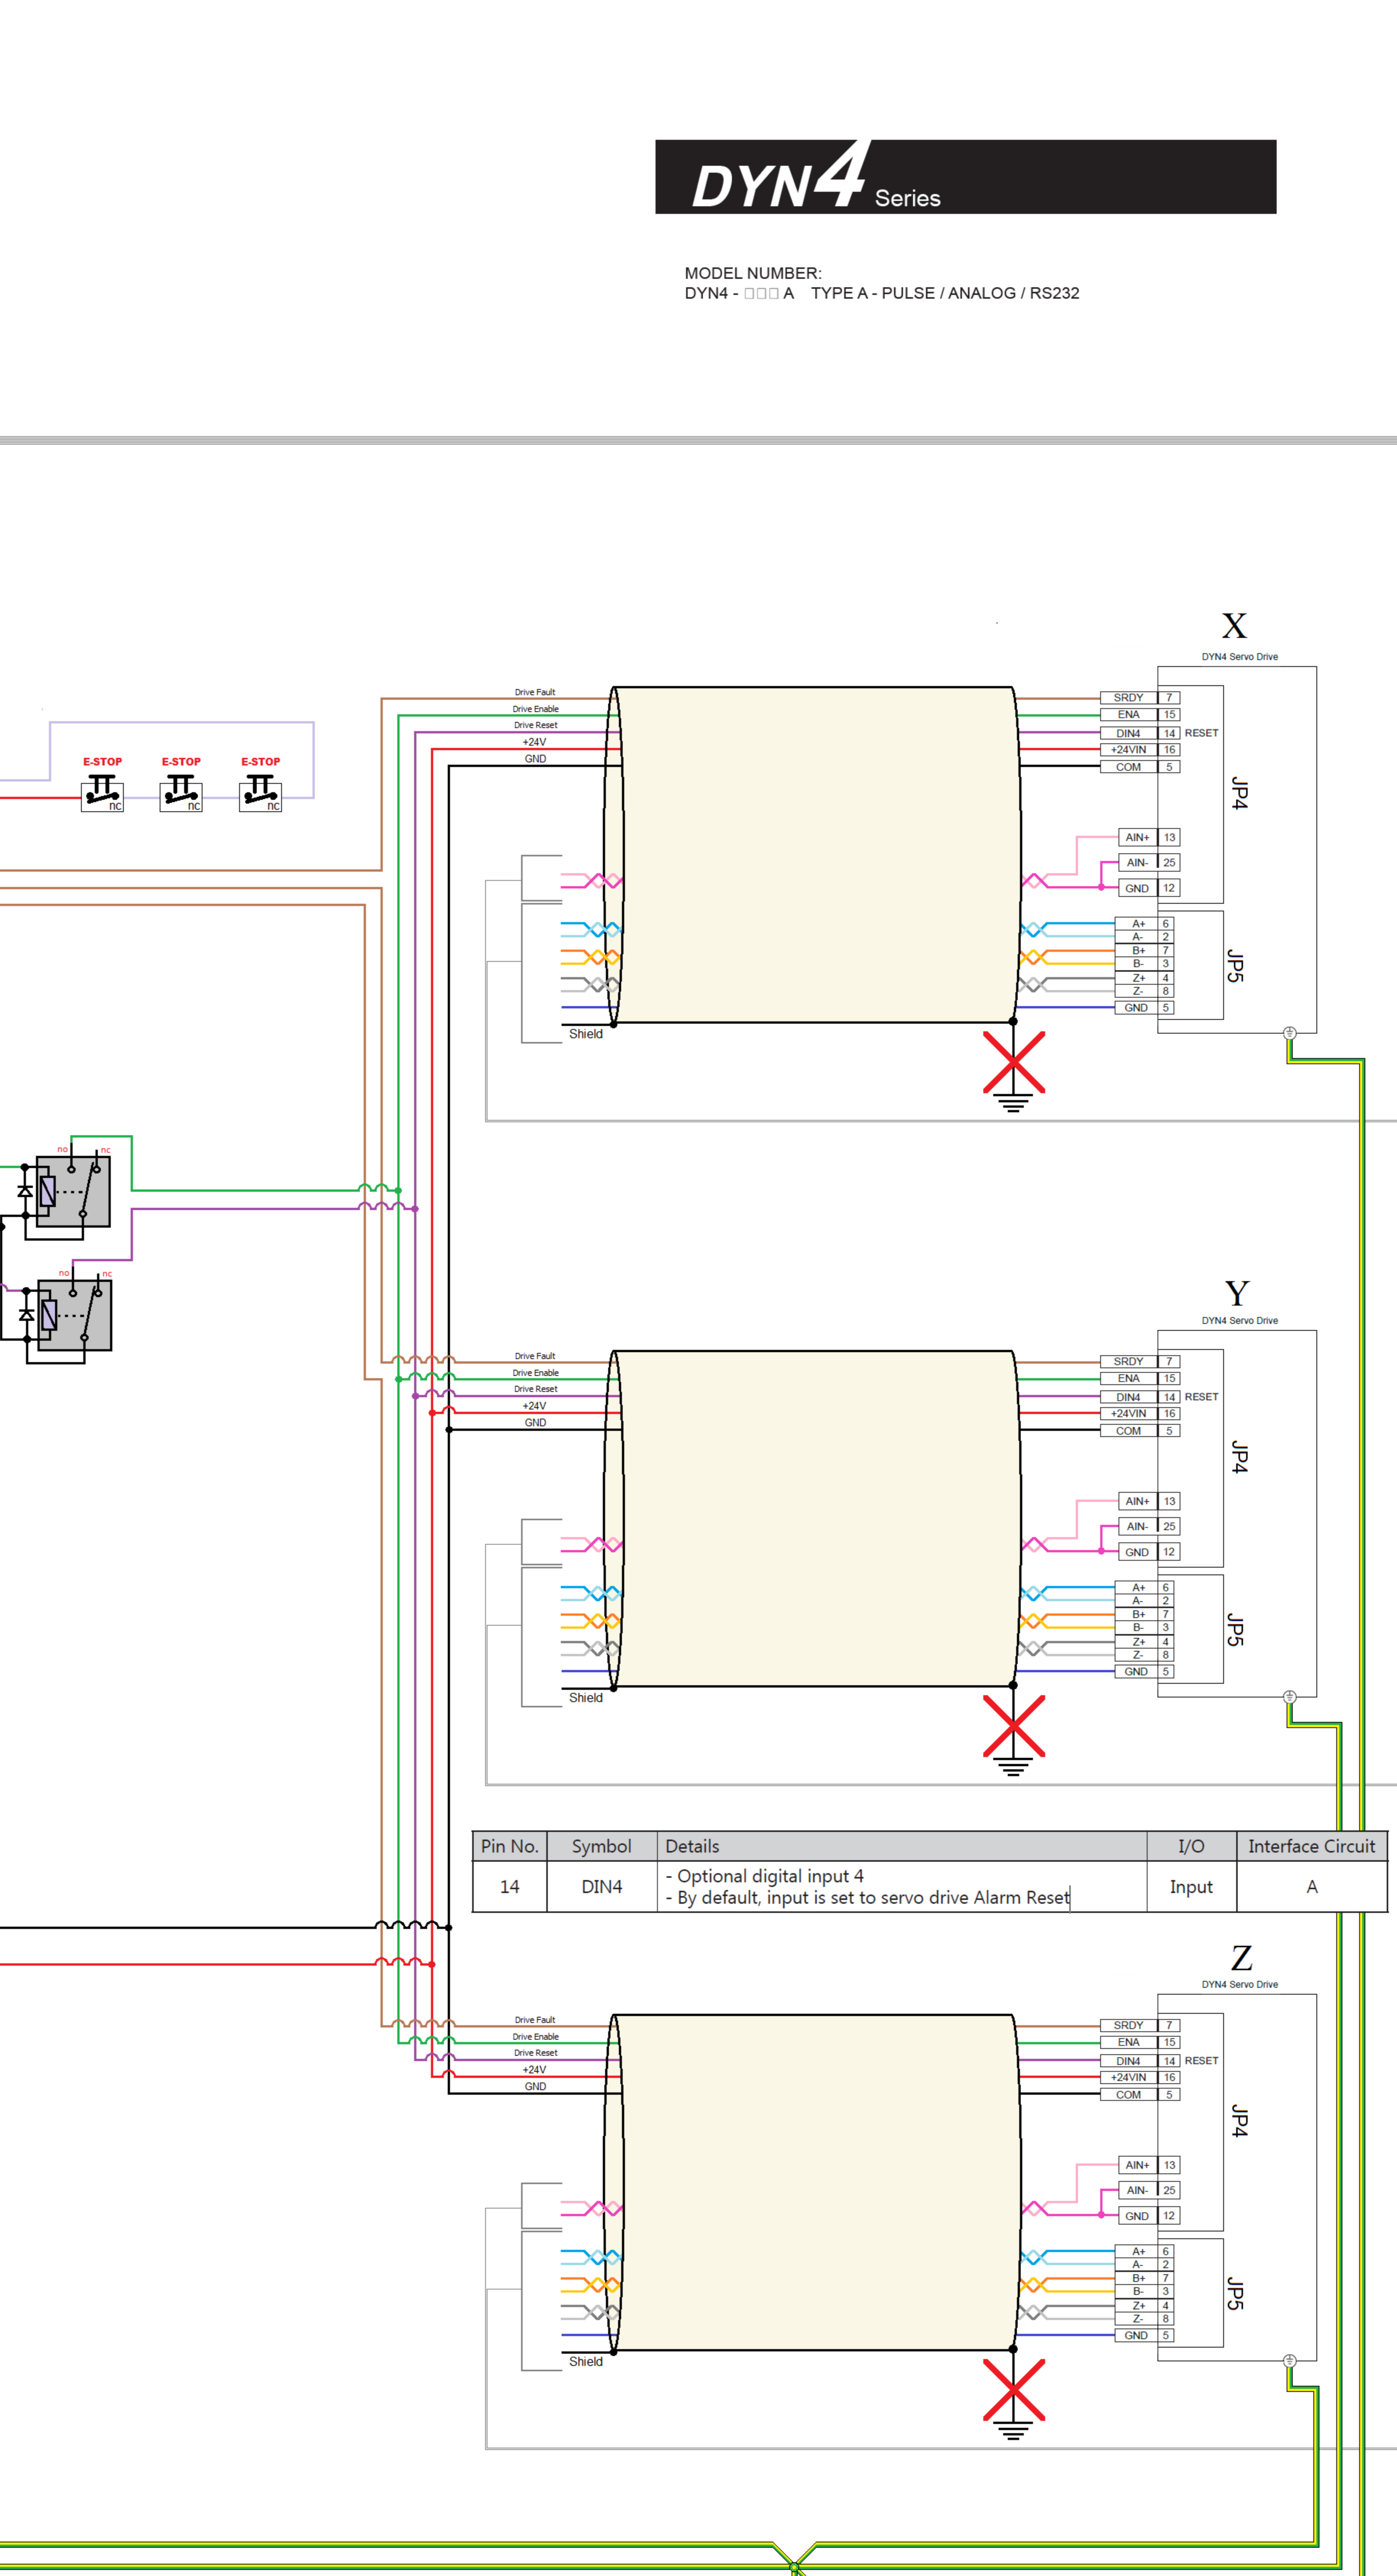 DYN4 Series
MODEL NUMBER:
DYN4 - □□□ A TYPE A - PULSE / ANALOG / RS232
X
DYN4 Servo Drive
Drive Fault
Drive Enable
Drive Reset
+24V
GND
SRDY 7
ENA 15
DIN4 14 RESET
+24VIN 16
COM 5
JP4
AIN+ 13
AIN- 25
GND 12
A+ 6
A- 2
B+ 7
B- 3
Z+ 4
Z- 8
GND 5
JP5
Shield
E-STOP E-STOP E-STOP
nc nc nc
no nc
no nc
Y
DYN4 Servo Drive
Drive Fault
Drive Enable
Drive Reset
+24V
GND
SRDY 7
ENA 15
DIN4 14 RESET
+24VIN 16
COM 5
JP4
AIN+ 13
AIN- 25
GND 12
A+ 6
A- 2
B+ 7
B- 3
Z+ 4
Z- 8
GND 5
JP5
Shield
Pin No. Symbol Details I/O Interface Circuit
14 DIN4 - Optional digital input 4 Input A
- By default, input is set to servo drive Alarm Reset
Z
DYN4 Servo Drive
Drive Fault
Drive Enable
Drive Reset
+24V
GND
SRDY 7
ENA 15
DIN4 14 RESET
+24VIN 16
COM 5
JP4
AIN+ 13
AIN- 25
GND 12
A+ 6
A- 2
B+ 7
B- 3
Z+ 4
Z- 8
GND 5
JP5
Shield